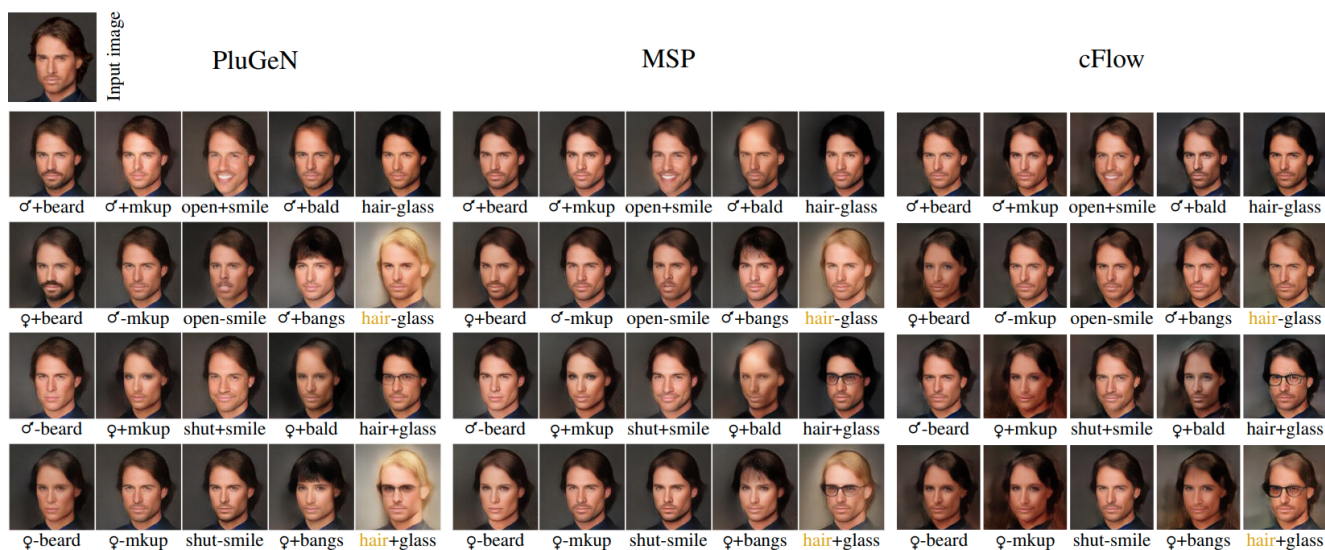 Input image
PluGeN MSP cFlow
♂+beard ♂+mkup open+smile ♂+bald hair-glass ♂+beard ♂+mkup open+smile ♂+bald hair-glass ♂+beard ♂+mkup open+smile ♂+bald hair-glass
♀+beard ♂-mkup open-smile ♂+bangs hair-glass ♀+beard ♂-mkup open-smile ♂+bangs hair-glass ♀+beard ♂-mkup open-smile ♂+bangs hair-glass
♂-beard ♀+mkup shut+smile ♀+bald hair+glass ♂-beard ♀+mkup shut+smile ♀+bald hair+glass ♂-beard ♀+mkup shut+smile ♀+bald hair+glass
♀-beard ♀-mkup shut-smile ♀+bangs hair+glass ♀-beard ♀-mkup shut-smile ♀+bangs hair+glass ♀-beard ♀-mkup shut-smile ♀+bangs hair+glass